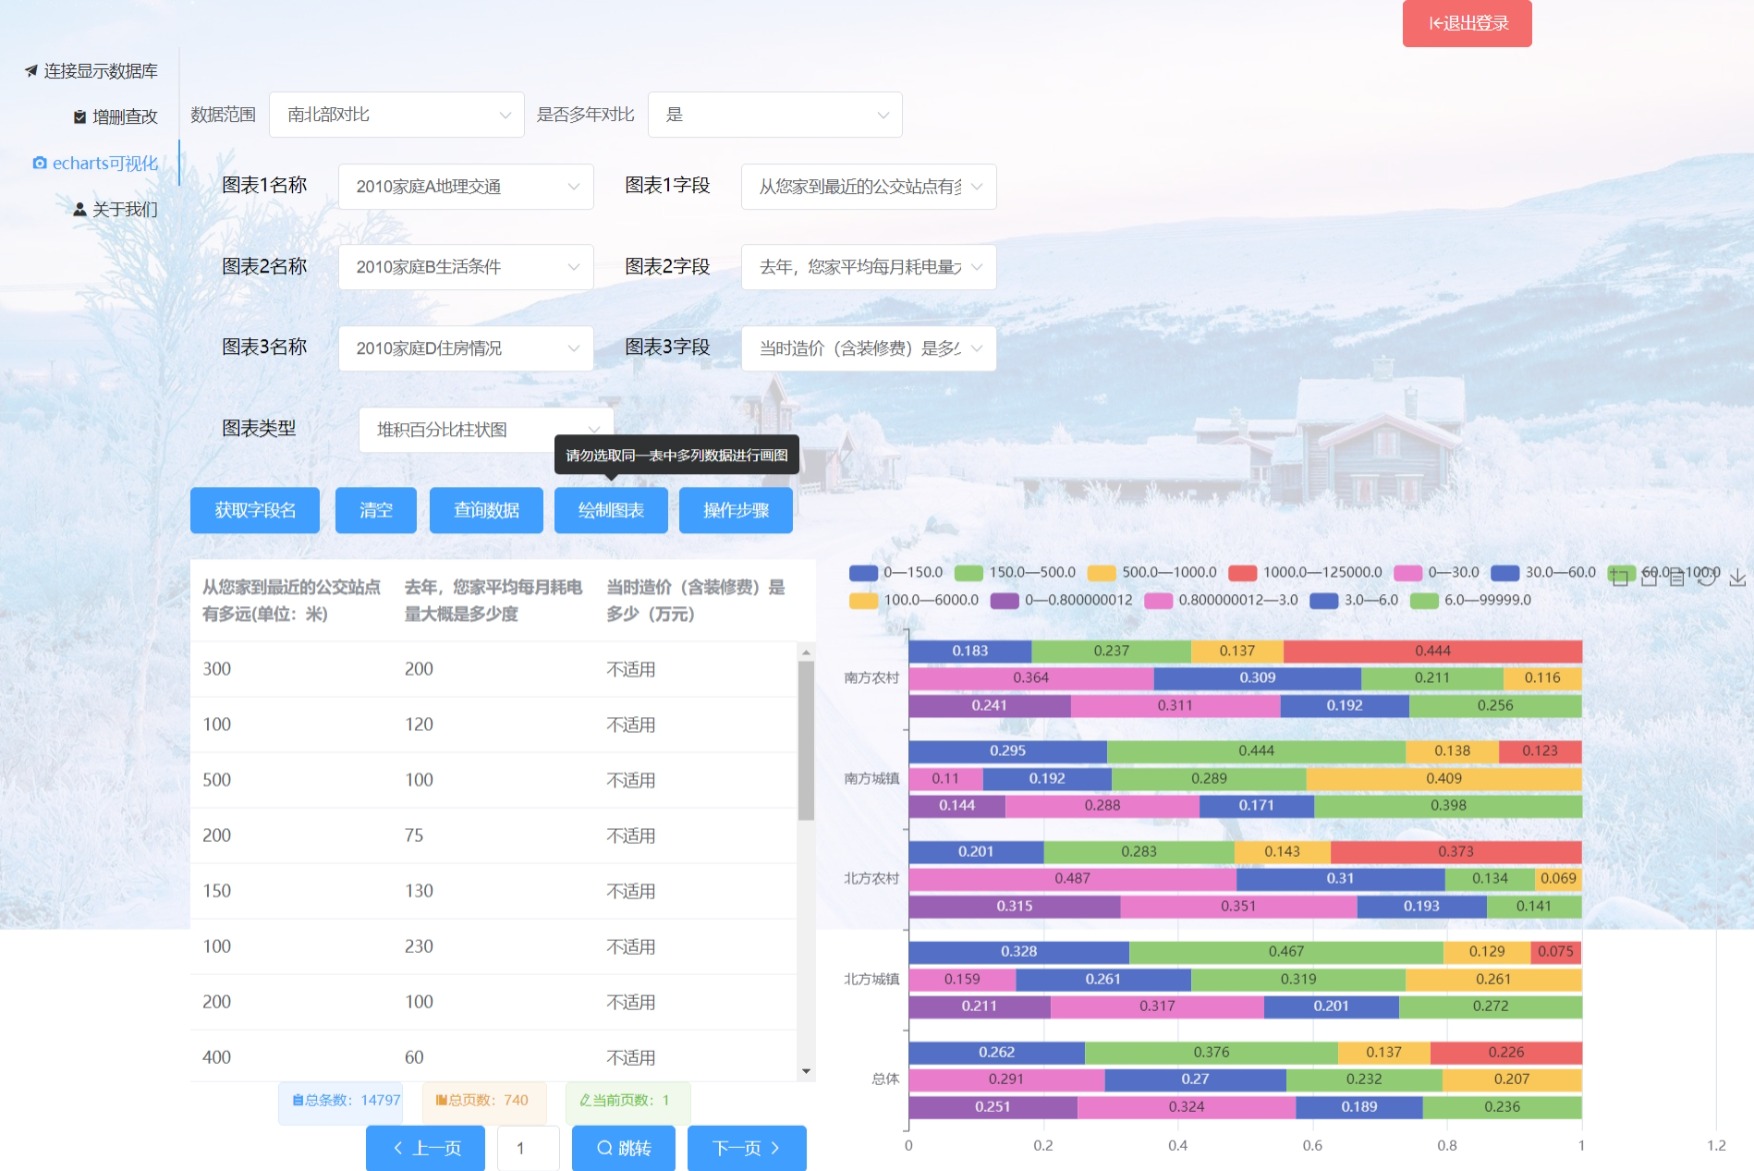 退出登录
连接显示数据库
增删查改
echarts可视化
关于我们
数据范围 南北部对比 是否多年对比 是
图表1名称 2010家庭A地理交通 图表1字段 从您家到最近的公交站点有
图表2名称 2010家庭B生活条件 图表2字段 去年，您家平均每月耗电量
图表3名称 2010家庭D住房情况 图表3字段 当时造价（含装修费）是多
图表类型 堆积百分比柱状图
请勿选取同一表中多列数据进行画图
获取字段名 清空 查询数据 绘制图表 操作步骤
从您家到最近的公交站点有多远(单位：米) 去年，您家平均每月耗电量大概是多少度 当时造价（含装修费）是多少（万元）
300 200 不适用
100 120 不适用
500 100 不适用
200 75 不适用
150 130 不适用
100 230 不适用
200 100 不适用
400 60 不适用
总条数：14797 总页数：740 当前页数：1
上一页 1 跳转 下一页
0—150.0 150.0—500.0 500.0—1000.0 1000.0—125000.0 0—30.0 30.0—60.0 60.0—100.0
100.0—6000.0 0—0.800000012 0.800000012—3.0 3.0—6.0 6.0—99999.0
0.183 0.237 0.137 0.444
南方农村 0.364 0.309 0.211 0.116
0.241 0.311 0.192 0.256
0.295 0.444 0.138 0.123
南方城镇 0.11 0.192 0.289 0.409
0.144 0.288 0.171 0.398
0.201 0.283 0.143 0.373
北方农村 0.487 0.31 0.134 0.069
0.315 0.351 0.193 0.141
0.328 0.467 0.129 0.075
北方城镇 0.159 0.261 0.319 0.261
0.211 0.317 0.201 0.272
0.262 0.376 0.137 0.226
总体 0.291 0.27 0.232 0.207
0.251 0.324 0.189 0.236
0 0.2 0.4 0.6 0.8 1 1.2